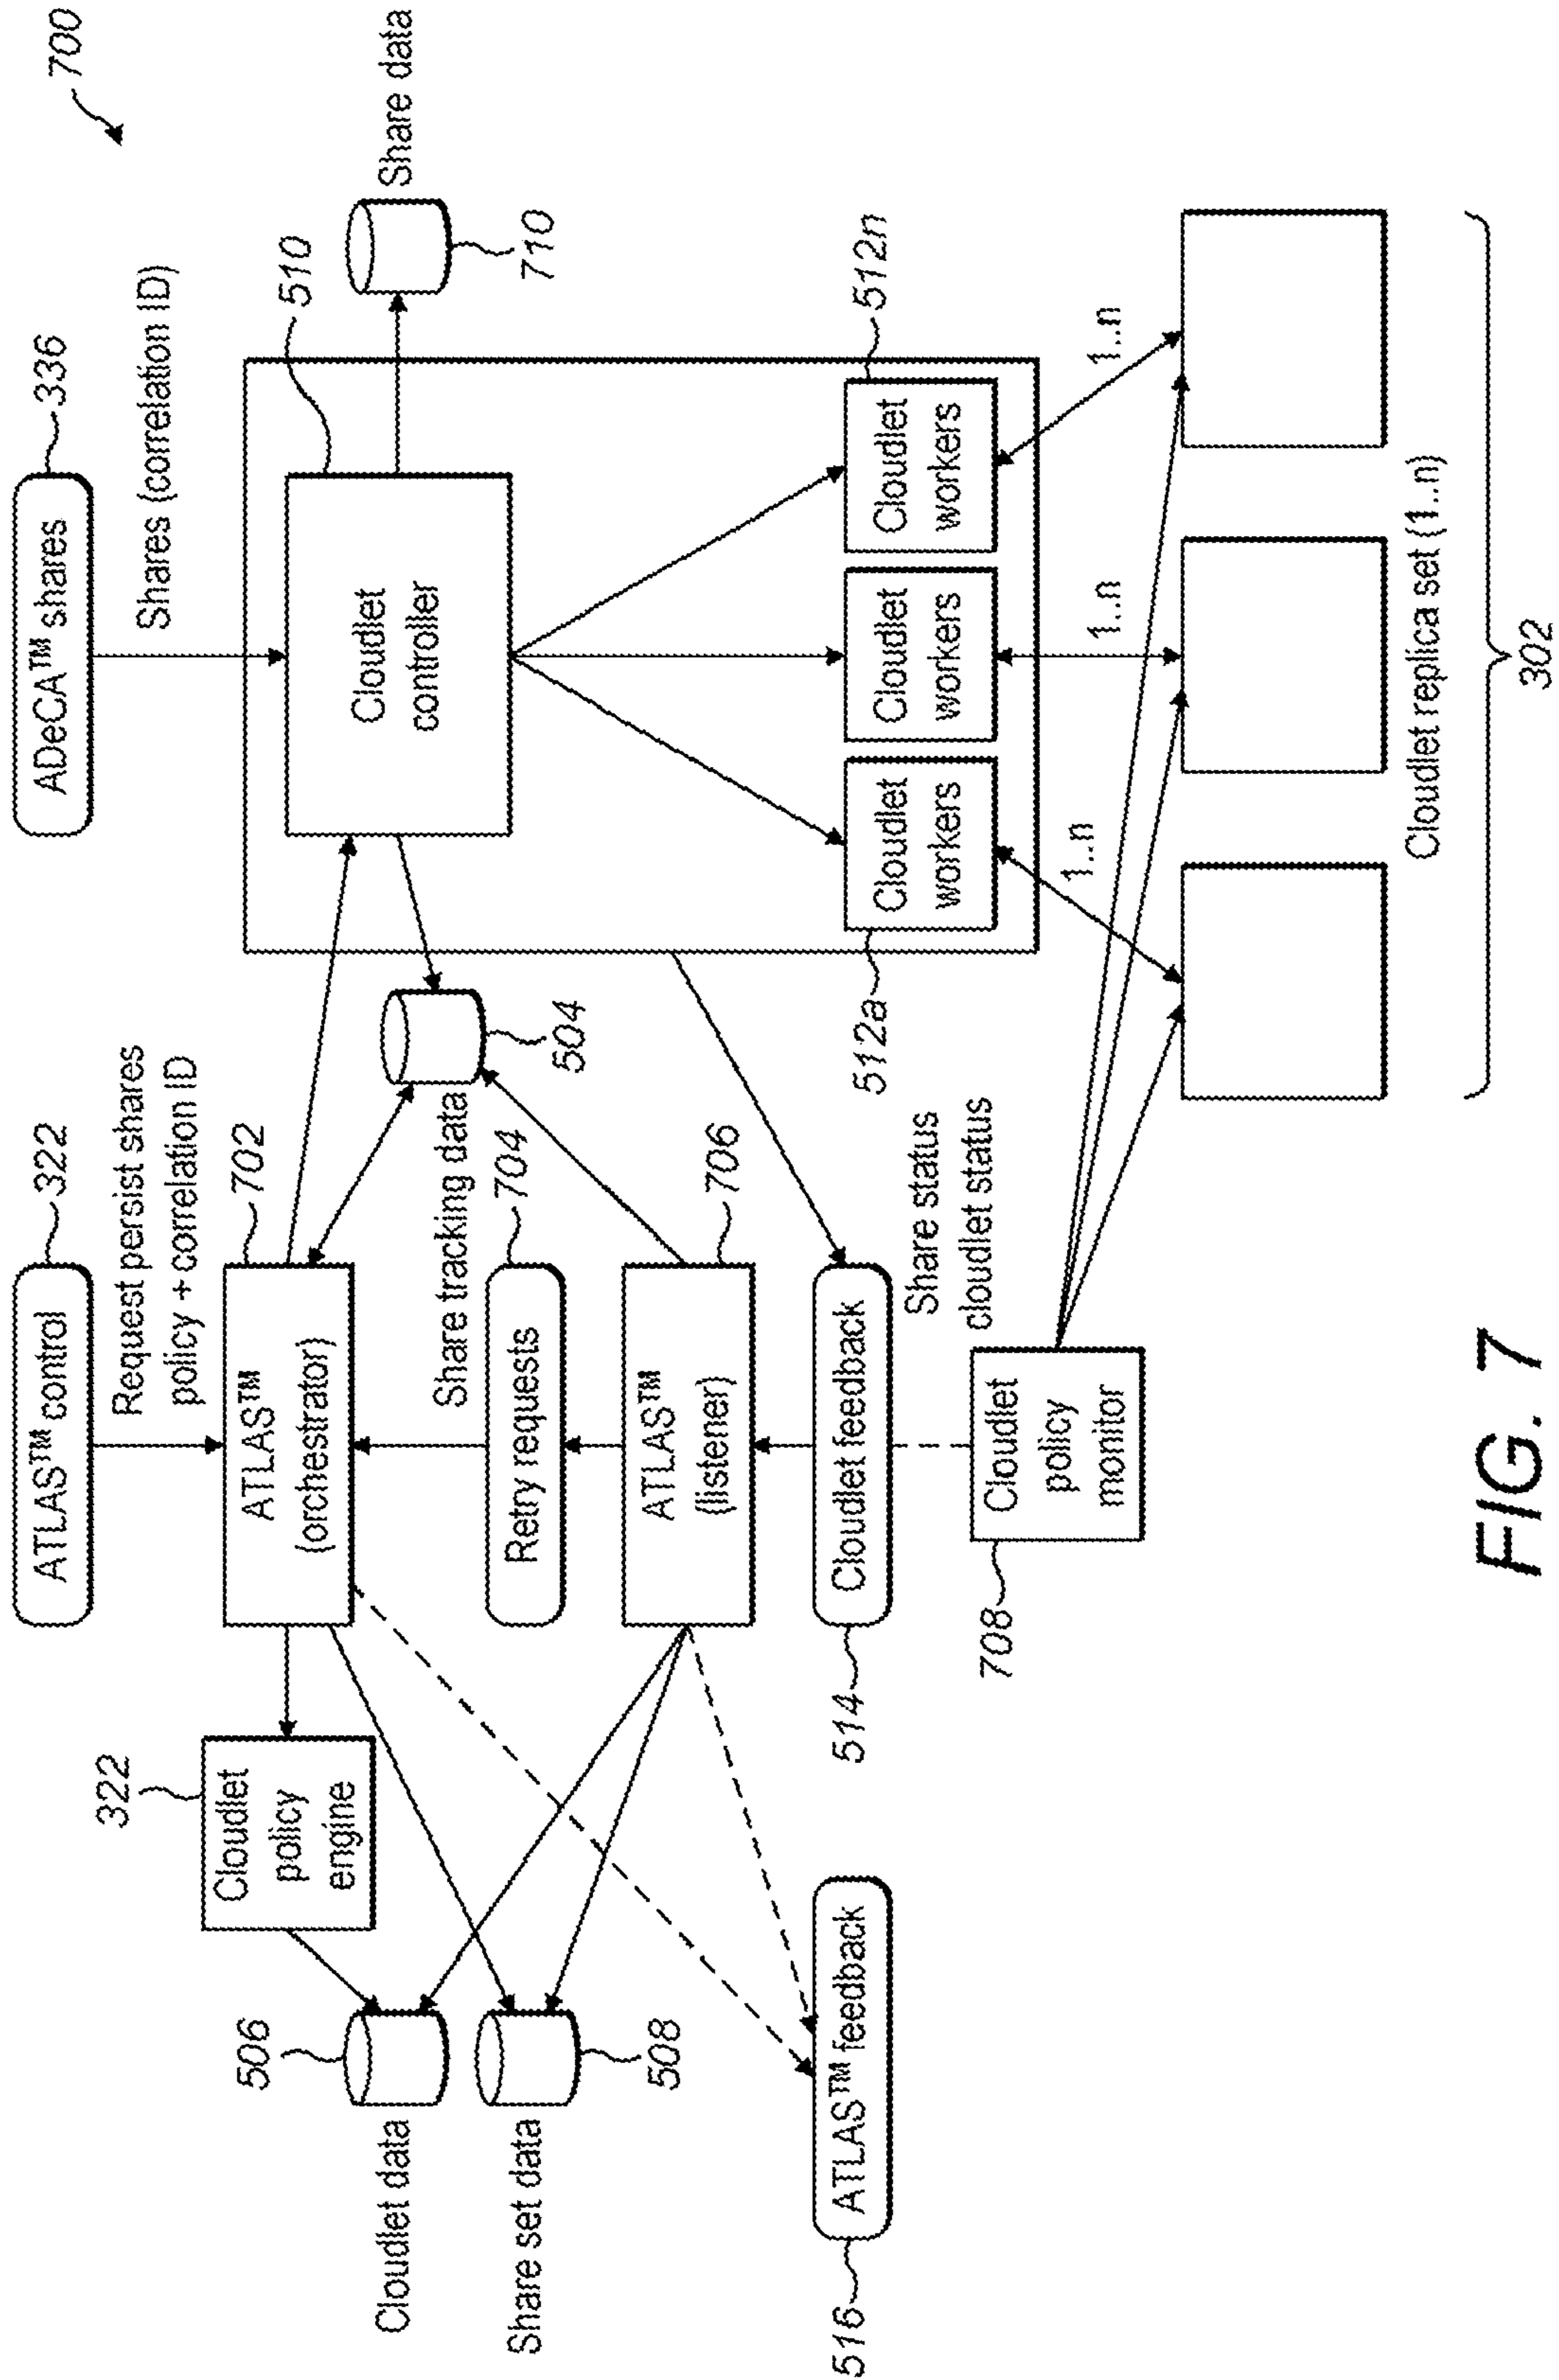 700
ATLAS™ control
322
ADeCA™ shares
336
Request persist shares
policy + correlation ID
Shares (correlation ID)
322
Cloudlet
policy
engine
ATLAS™
(orchestrator)
702
Cloudlet
controller
510
Share data
710
506
Cloudlet data
508
Share set data
504
Share tracking data
Retry requests
704
ATLAS™
(listener)
706
Cloudlet
workers
512a
Cloudlet
workers
Cloudlet
workers
512n
ATLAS™ feedback
516
Cloudlet feedback
514
Share status
cloudlet status
Cloudlet
policy
monitor
708
1..n
1..n
1..n
Cloudlet replica set (1..n)
302
FIG. 7